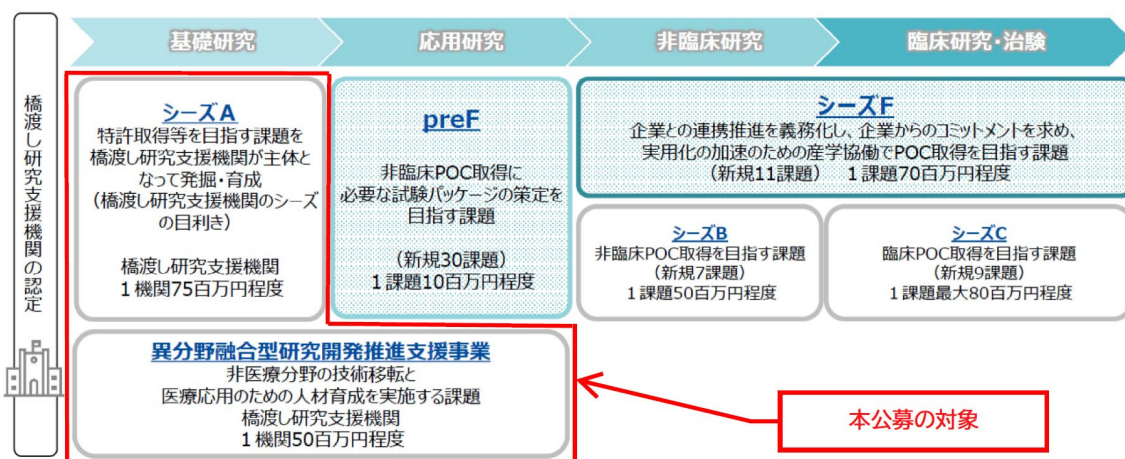 橋渡し研究支援機関の認定
基礎研究
応用研究
非臨床研究
臨床研究・治験
シーズA
特許取得等を目指す課題を
橋渡し研究支援機関が主体と
なって発掘・育成
(橋渡し研究支援機関のシーズ
の目利き)
橋渡し研究支援機関
1機関75百万円程度
preF
非臨床POC取得に
必要な試験パッケージの策定を
目指す課題
(新規30課題)
1課題10百万円程度
シーズF
企業との連携推進を義務化し、企業からのコミットメントを求め、
実用化の加速のための産学協働でPOC取得を目指す課題
(新規11課題) 1課題70百万円程度
シーズB
非臨床POC取得を目指す課題
(新規7課題)
1課題50百万円程度
シーズC
臨床POC取得を目指す課題
(新規9課題)
1課題最大80百万円程度
異分野融合型研究開発推進支援事業
非医療分野の技術移転と
医療応用のための人材育成を実施する課題
橋渡し研究支援機関
1機関50百万円程度
本公募の対象